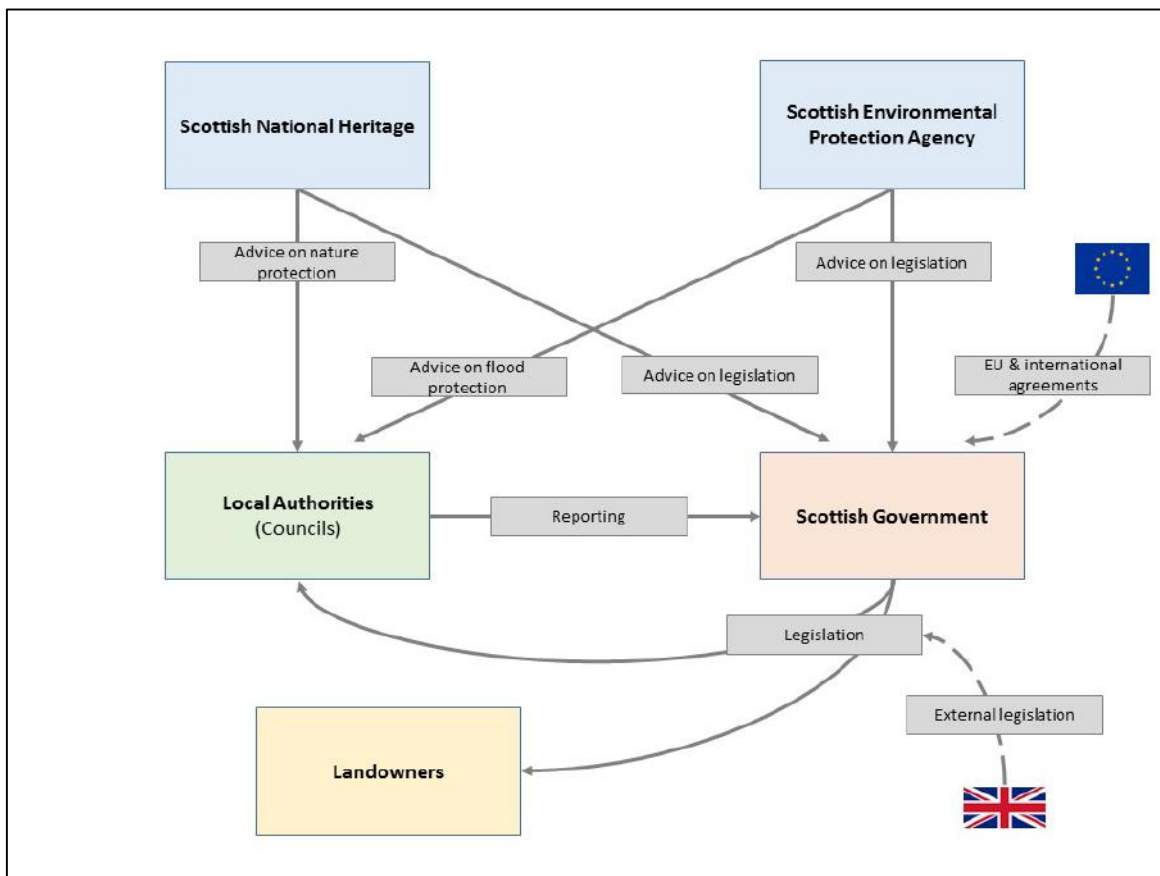 Scottish National Heritage
Scottish Environmental
Protection Agency
Advice on nature
protection
Advice on legislation
Advice on flood
protection
Advice on legislation
EU & international
agreements
Local Authorities
(Councils)
Reporting
Scottish Government
Legislation
External legislation
Landowners